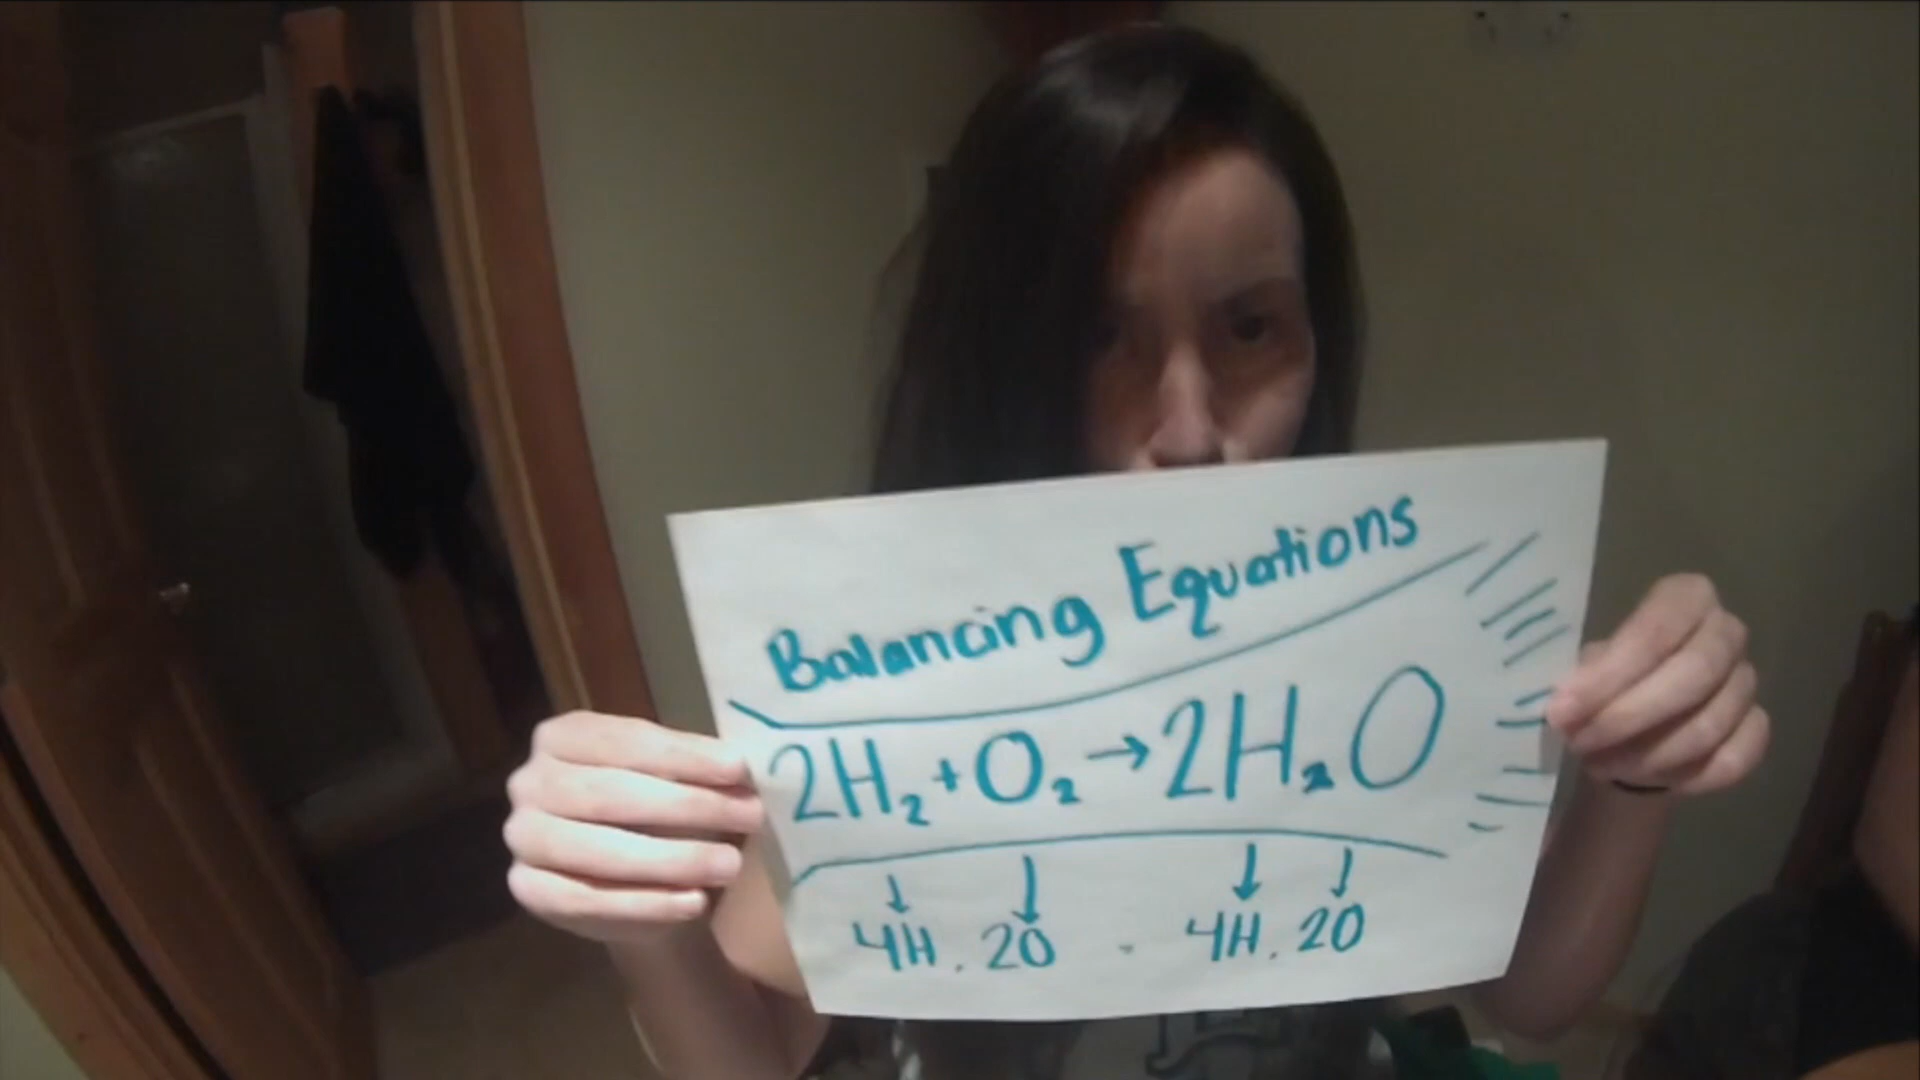 Balancing Equations
2H₂+O₂→2H₂O
↓ ↓ ↓ ↓
4H. 2O . 4H. 2O